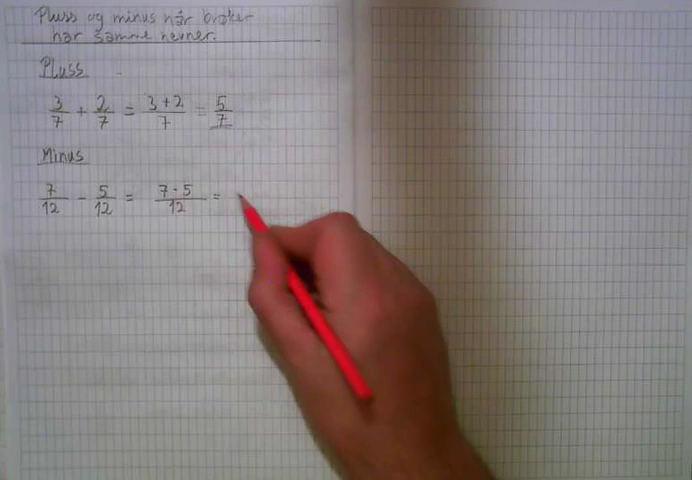 Pluss og minus når brøker
har samme nevner.
Pluss
3/7 + 2/7 = 3+2/7 = 5/7
Minus
7/12 - 5/12 = 7-5/12 =